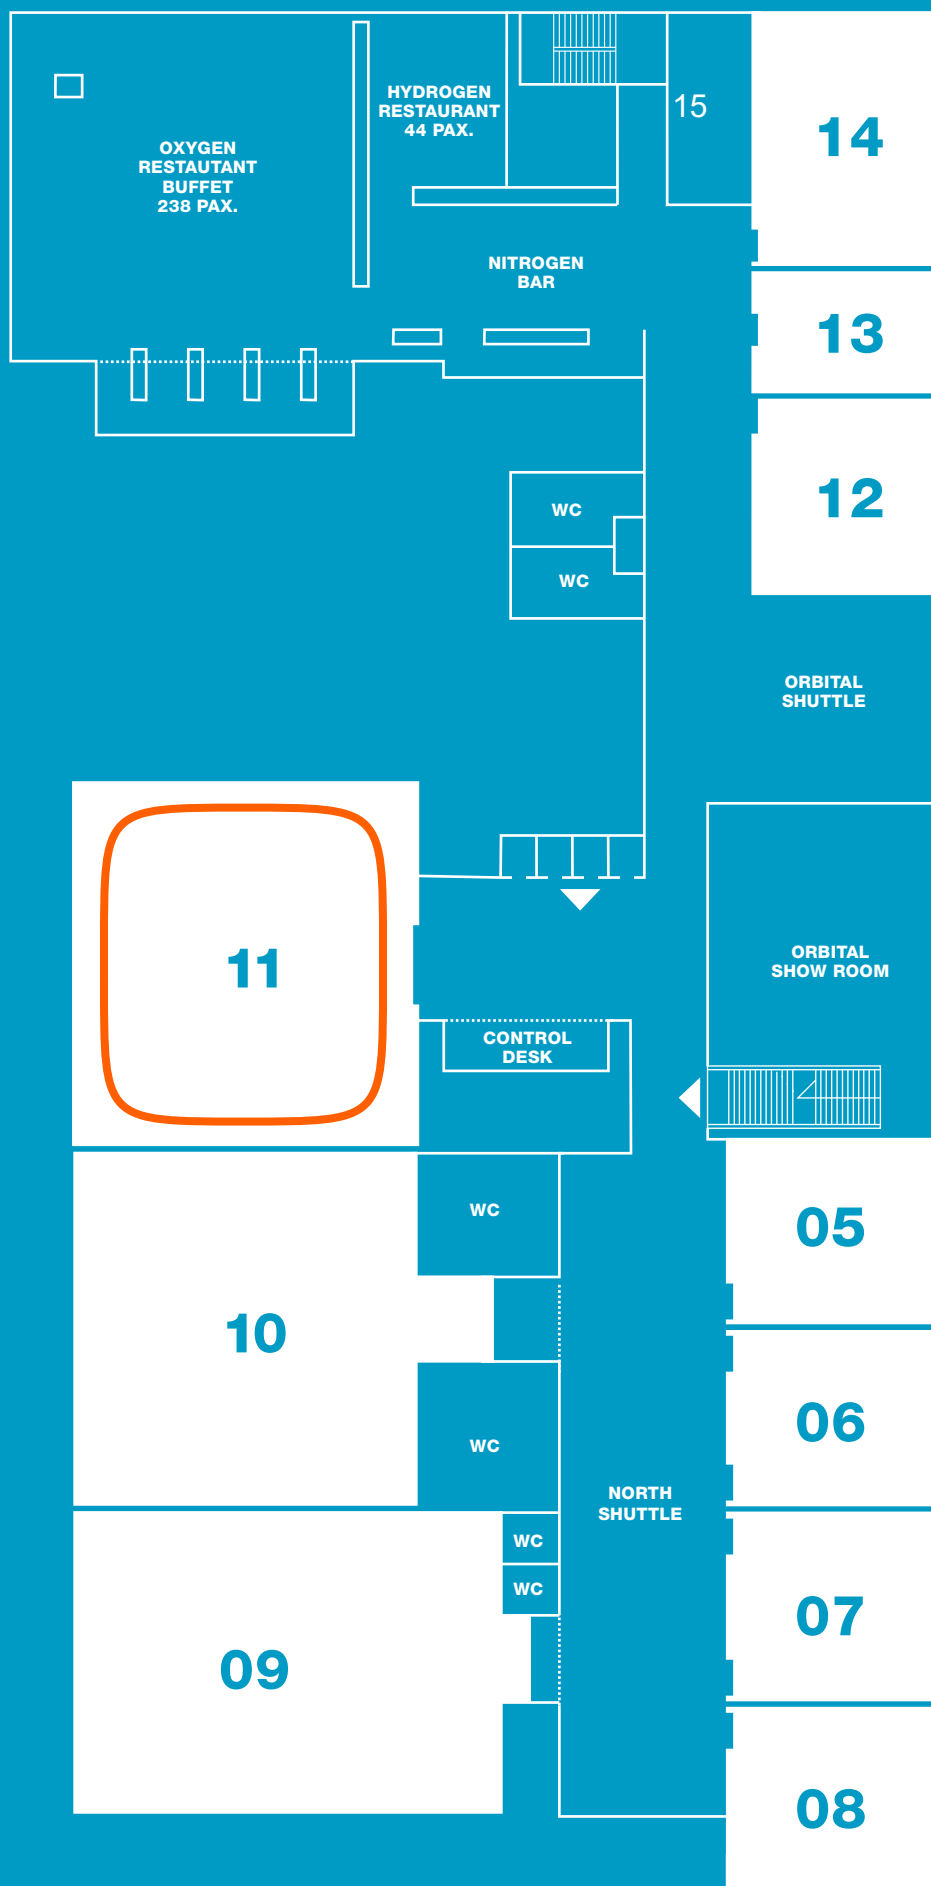 HYDROGEN
RESTAURANT
44 PAX.
15
14
OXYGEN
RESTAUTANT
BUFFET
238 PAX.
NITROGEN
BAR
13
12
WC
WC
ORBITAL
SHUTTLE
11
ORBITAL
SHOW ROOM
CONTROL
DESK
WC
05
10
06
WC
NORTH
SHUTTLE
WC
WC
07
09
08